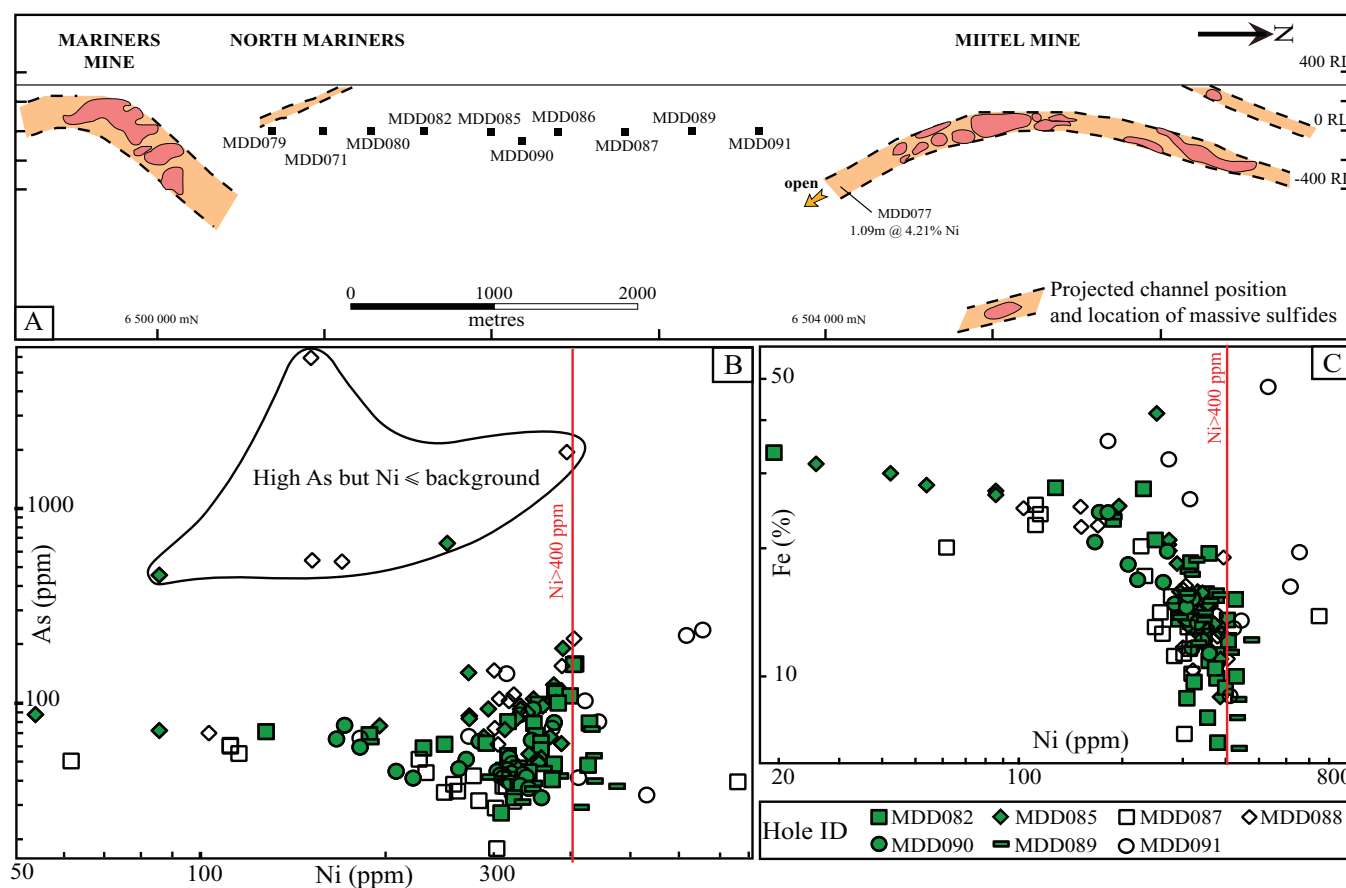 MARINERS
MINE
NORTH MARINERS
MIITEL MINE
N
400 RL
0 RL
-400 RL
MDD079
MDD071
MDD080
MDD082
MDD085
MDD090
MDD086
MDD087
MDD089
MDD091
open
MDD077
1.09m @ 4.21% Ni
0 1000 2000
metres
A
6 500 000 mN
6 504 000 mN
Projected channel position
and location of massive sulfides
B
As (ppm)
1000
100
High As but Ni ⩽ background
Ni>400 ppm
50 100 300
Ni (ppm)
C
Fe (%)
50
10
Ni>400 ppm
Ni (ppm)
20 100 800
Hole ID
MDD082 MDD085 MDD087 MDD088
MDD090 MDD089 MDD091